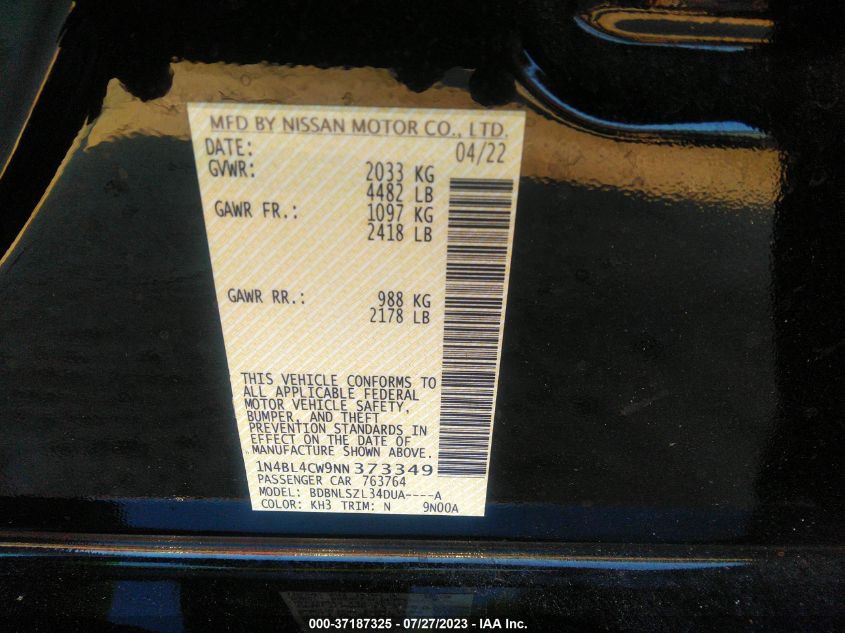 MFD BY NISSAN MOTOR CO., LTD.
DATE: 04/22
GVWR: 2033 KG
4482 LB
GAWR FR.: 1097 KG
2418 LB
GAWR RR.: 988 KG
2178 LB
THIS VEHICLE CONFORMS TO
ALL APPLICABLE FEDERAL
MOTOR VEHICLE SAFETY,
BUMPER, AND THEFT
PREVENTION STANDARDS IN
EFFECT ON THE DATE OF
MANUFACTURE SHOWN ABOVE.
1N4BL4CW9NN373349
PASSENGER CAR 763764
MODEL: BDBNLSZL34DUA----A
COLOR: KH3 TRIM: N 9N00A
000-37187325 - 07/27/2023 - IAA Inc.